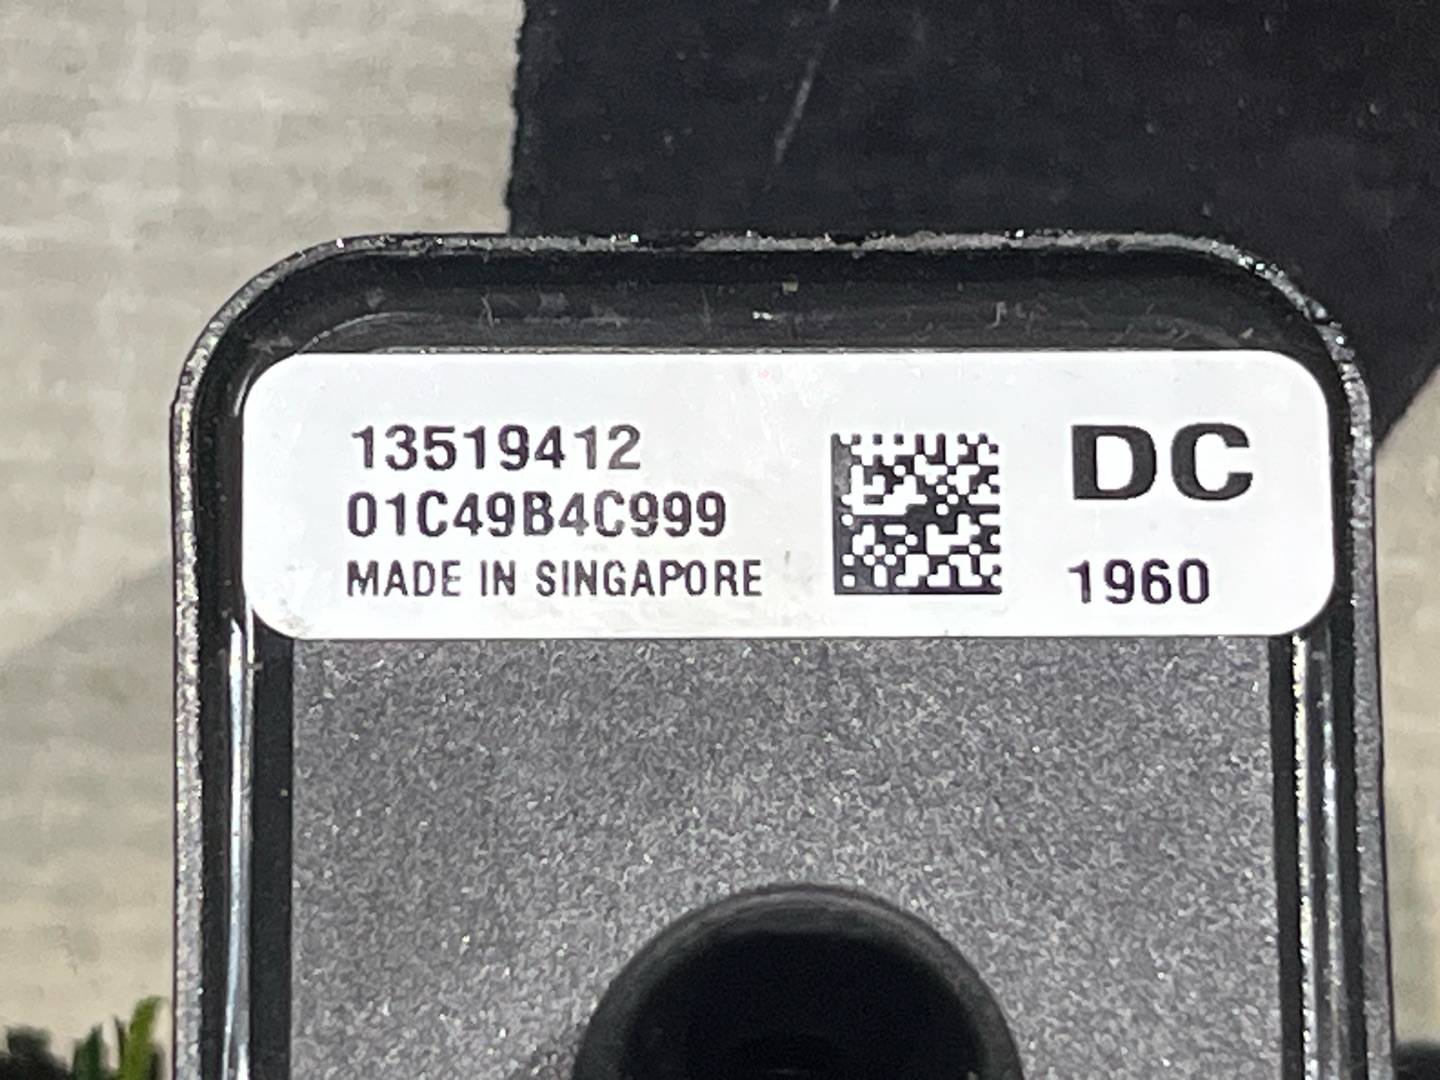 13519412
01C49B4C999
MADE IN SINGAPORE
DC
1960